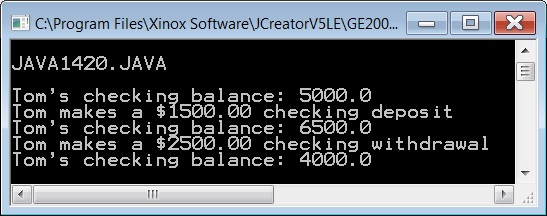 C:\Program Files\Xinox Software\JCreatorV5LE\GE200...
JAVA1420.JAVA
Tom's checking balance: 5000.0
Tom makes a $1500.00 checking deposit
Tom's checking balance: 6500.0
Tom makes a $2500.00 checking withdrawal
Tom's checking balance: 4000.0